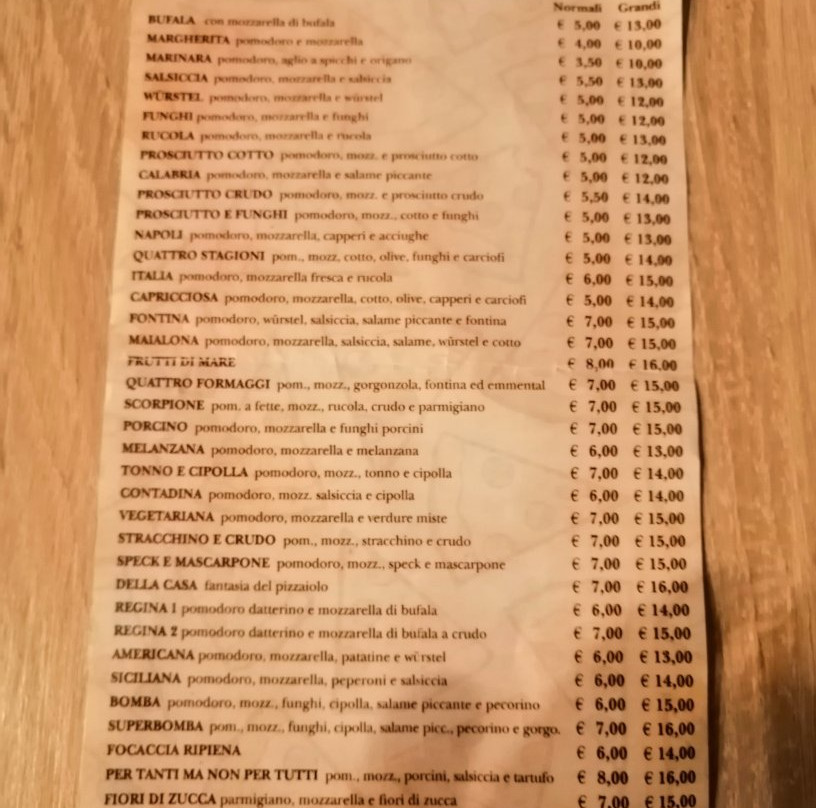 Normali Grandi
BUFALA con mozzarella di bufala € 5,00 € 13,00
MARGHERITA pomodoro e mozzarella € 4,00 € 10,00
MARINARA pomodoro, aglio a spicchi e origano € 3,50 € 10,00
SALSICCIA pomodoro, mozzarella e salsiccia € 5,50 € 13,00
WÜRSTEL pomodoro, mozzarella e würstel € 5,00 € 12,00
FUNGHI pomodoro, mozzarella e funghi € 5,00 € 12,00
RUCOLA pomodoro, mozzarella e rucola € 5,00 € 13,00
PROSCIUTTO COTTO pomodoro, mozz. e prosciutto cotto € 5,00 € 12,00
CALABRIA pomodoro, mozzarella e salame piccante € 5,00 € 12,00
PROSCIUTTO CRUDO pomodoro, mozz. e prosciutto crudo € 5,50 € 14,00
PROSCIUTTO E FUNGHI pomodoro, mozz., cotto e funghi € 5,00 € 13,00
NAPOLI pomodoro, mozzarella, capperi e acciughe € 5,00 € 13,00
QUATTRO STAGIONI pom., mozz, cotto, olive, funghi e carciofi € 5,00 € 14,00
ITALIA pomodoro, mozzarella fresca e rucola € 6,00 € 15,00
CAPRICCIOSA pomodoro, mozzarella, cotto, olive, capperi e carciofi € 5,00 € 14,00
FONTINA pomodoro, würstel, salsiccia, salame piccante e fontina € 7,00 € 15,00
MAIALONA pomodoro, mozzarella, salsiccia, salame, würstel e cotto € 7,00 € 15,00
FRUTTI DI MARE € 8,00 € 16,00
QUATTRO FORMAGGI pom., mozz., gorgonzola, fontina ed emmental € 7,00 € 15,00
SCORPIONE pom. a fette, mozz., rucola, crudo e parmigiano € 7,00 € 15,00
PORCINO pomodoro, mozzarella e funghi porcini € 7,00 € 15,00
MELANZANA pomodoro, mozzarella e melanzana € 6,00 € 13,00
TONNO E CIPOLLA pomodoro, mozz., tonno e cipolla € 7,00 € 14,00
CONTADINA pomodoro, mozz. salsiccia e cipolla € 6,00 € 14,00
VEGETARIANA pomodoro, mozzarella e verdure miste € 7,00 € 15,00
STRACCHINO E CRUDO pom., mozz., stracchino e crudo € 7,00 € 15,00
SPECK E MASCARPONE pomodoro, mozz., speck e mascarpone € 7,00 € 15,00
DELLA CASA fantasia del pizzaiolo € 7,00 € 16,00
REGINA 1 pomodoro datterino e mozzarella di bufala € 6,00 € 14,00
REGINA 2 pomodoro datterino e mozzarella di bufala a crudo € 7,00 € 15,00
AMERICANA pomodoro, mozzarella, patatine e würstel € 6,00 € 13,00
SICILIANA pomodoro, mozzarella, peperoni e salsiccia € 6,00 € 14,00
BOMBA pomodoro, mozz., funghi, cipolla, salame piccante e pecorino € 6,00 € 15,00
SUPERBOMBA pom., mozz., funghi, cipolla, salame picc., pecorino e gorgo. € 7,00 € 16,00
FOCACCIA RIPIENA € 6,00 € 14,00
PER TANTI MA NON PER TUTTI pom., mozz., porcini, salsiccia e tartufo € 8,00 € 16,00
FIORI DI ZUCCA parmigiano, mozzarella e fiori di zucca € 7,00 € 15,00